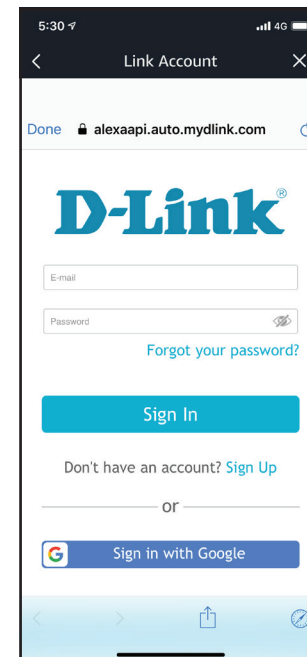 5:30 4G
Link Account
Done alexaapi.auto.mydlink.com
D-Link®
E-mail
Password
Forgot your password?
Sign In
Don't have an account? Sign Up
or
G Sign in with Google